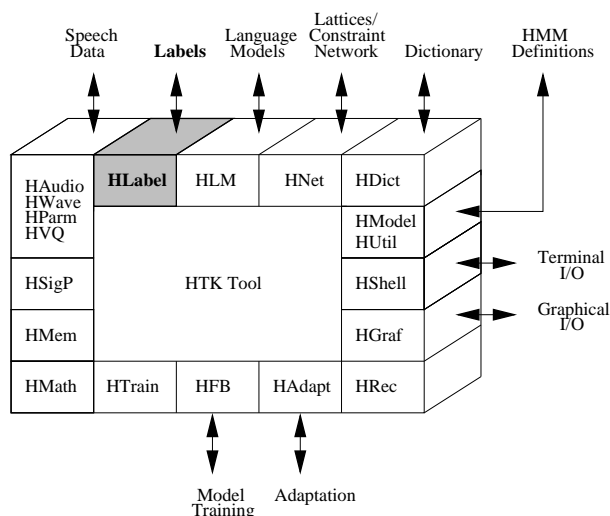 Speech
Data
Labels
Language
Models
Lattices/
Constraint
Network
Dictionary
HMM
Definitions
HAudio
HWave
HParm
HVQ
HLabel
HLM
HNet
HDict
HModel
HUtil
HSigP
HTK Tool
HShell
Terminal
I/O
HMem
HGraf
Graphical
I/O
HMath
HTrain
HFB
HAdapt
HRec
Model
Training
Adaptation